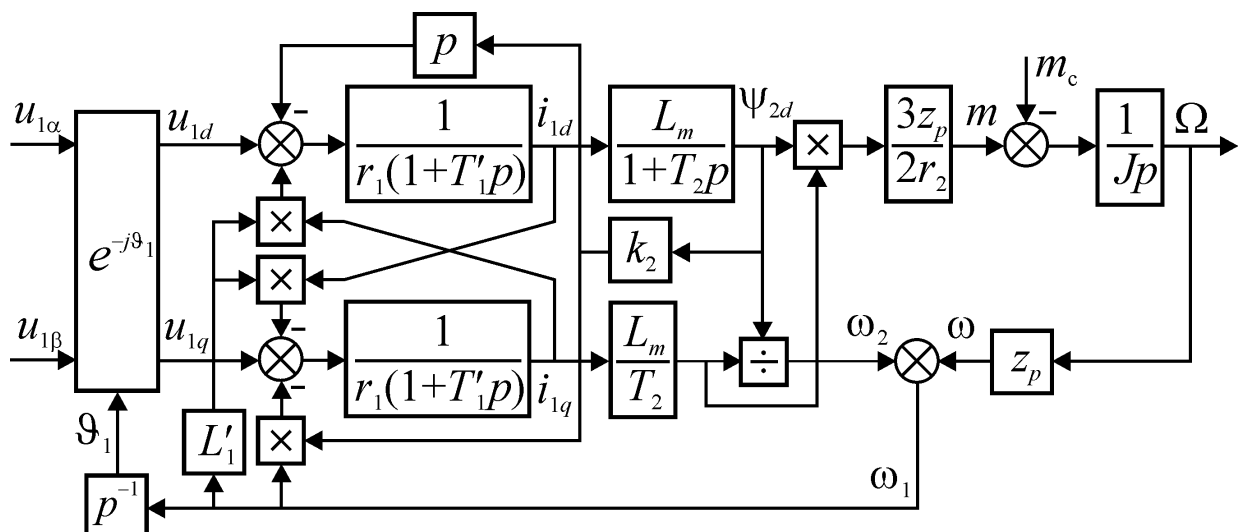 p
u₁α
u₁d
-
1
r₁(1+T′₁p)
i₁d
Lₘ
1+T₂p
ψ₂d
×
3zₚ
2r₂
m
m_c
-
1
Jp
Ω
×
e^(-jϑ₁)
×
k₂
u₁β
u₁q
-
-
1
r₁(1+T′₁p)
i₁q
Lₘ
T₂
÷
ω₂
ω
zₚ
ϑ₁
L′₁
×
ω₁
p⁻¹